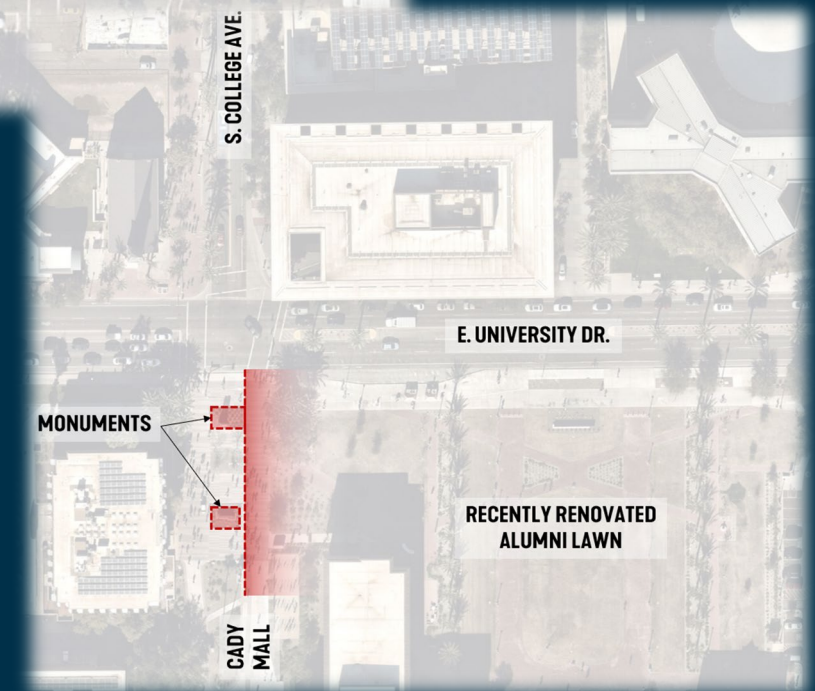 S. COLLEGE AVE.
E. UNIVERSITY DR.
MONUMENTS
RECENTLY RENOVATED
ALUMNI LAWN
CADY
MALL